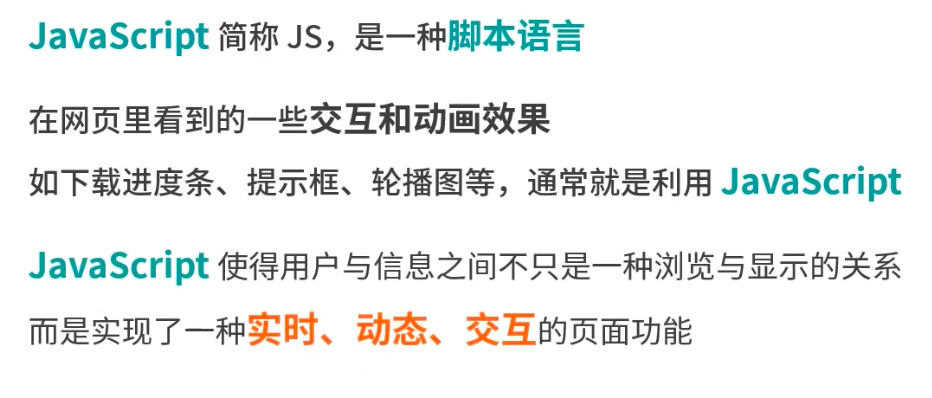 JavaScript 简称 JS，是一种脚本语言
在网页里看到的一些交互和动画效果
如下载进度条、提示框、轮播图等，通常就是利用 JavaScript
JavaScript 使得用户与信息之间不只是一种浏览与显示的关系
而是实现了一种实时、动态、交互的页面功能